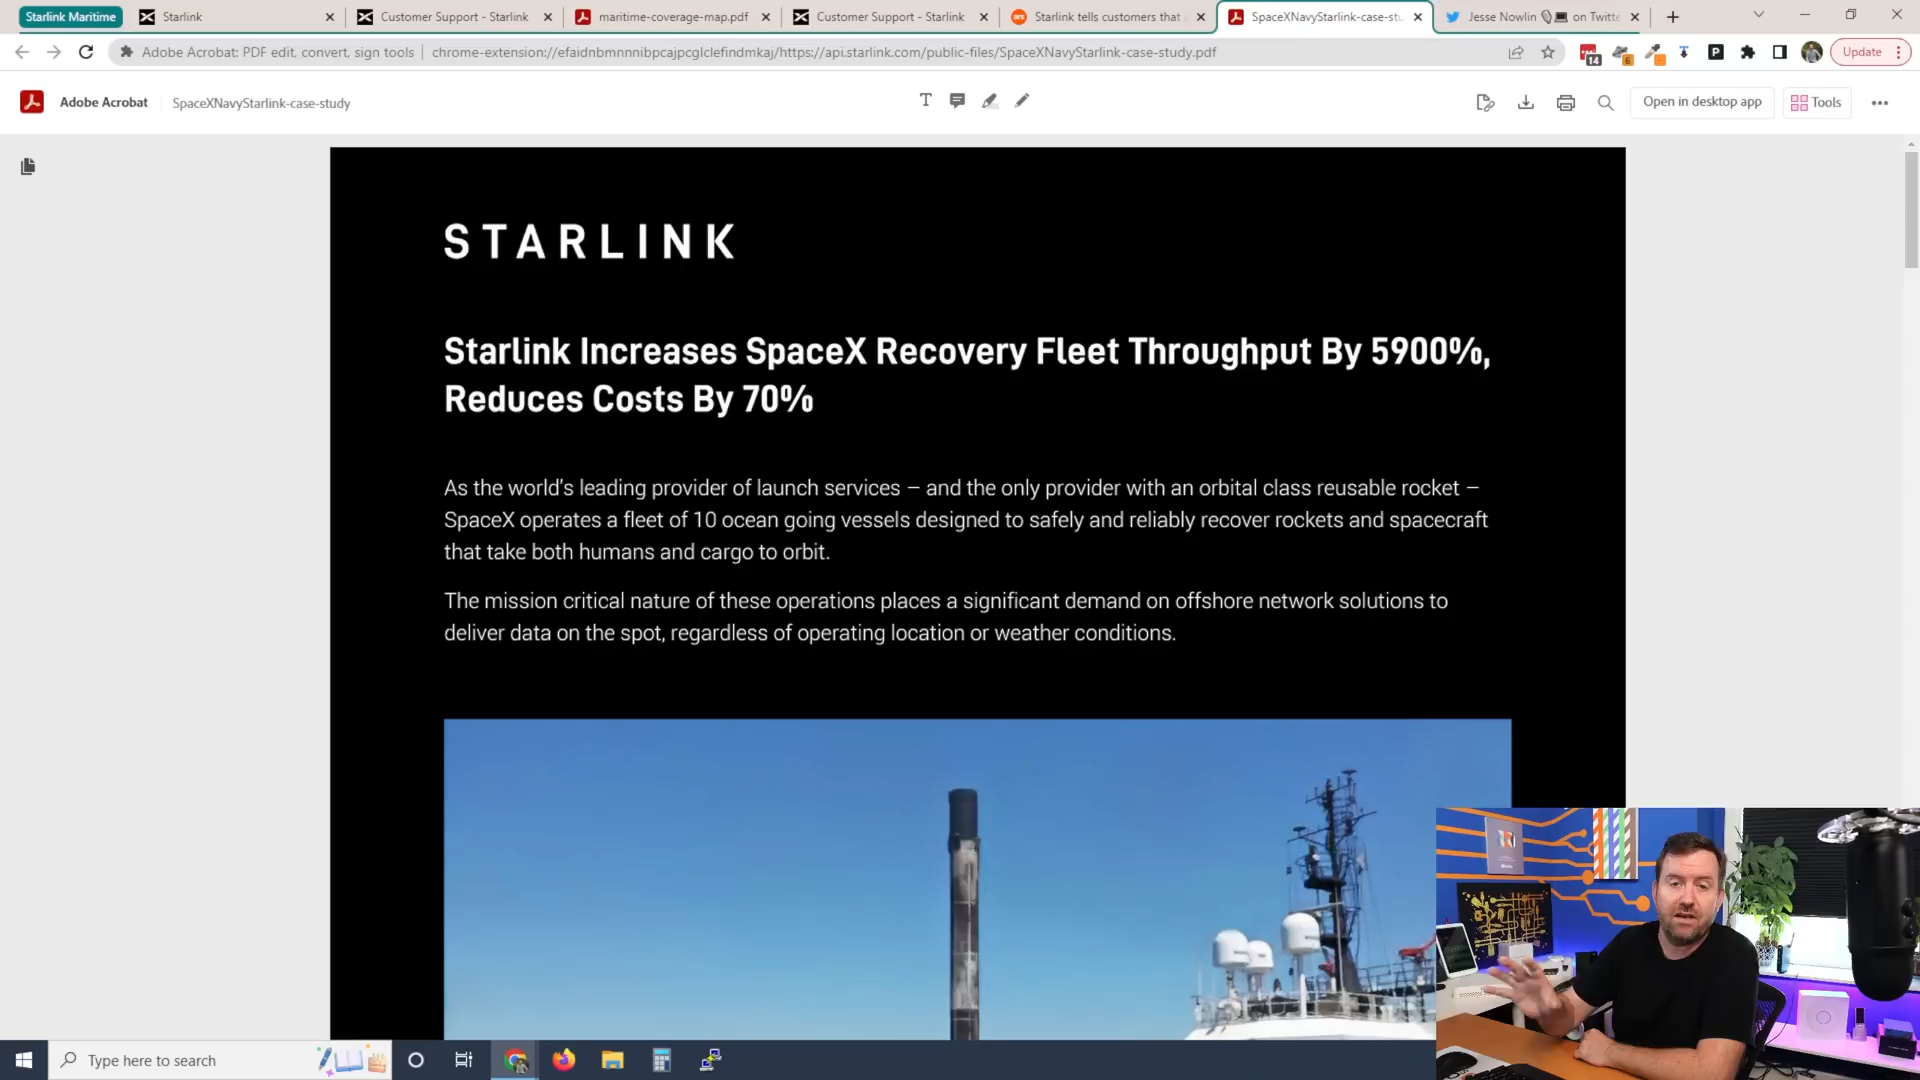 Starlink Maritime
Starlink
Customer Support - Starlink
maritime-coverage-map.pdf
Customer Support - Starlink
ars
Starlink tells customers that
SpaceXNavyStarlink-case-stu
Jesse Nowlin on Twitte
Adobe Acrobat: PDF edit, convert, sign tools
chrome-extension://efaidnbmnnnibpcajpcglclefindmkaj/https://api.starlink.com/public-files/SpaceXNavyStarlink-case-study.pdf
14
6
P
Update
Adobe Acrobat
SpaceXNavyStarlink-case-study
Open in desktop app
Tools
STARLINK
Starlink Increases SpaceX Recovery Fleet Throughput By 5900%,
Reduces Costs By 70%
As the world's leading provider of launch services – and the only provider with an orbital class reusable rocket –
SpaceX operates a fleet of 10 ocean going vessels designed to safely and reliably recover rockets and spacecraft
that take both humans and cargo to orbit.
The mission critical nature of these operations places a significant demand on offshore network solutions to
deliver data on the spot, regardless of operating location or weather conditions.
Type here to search